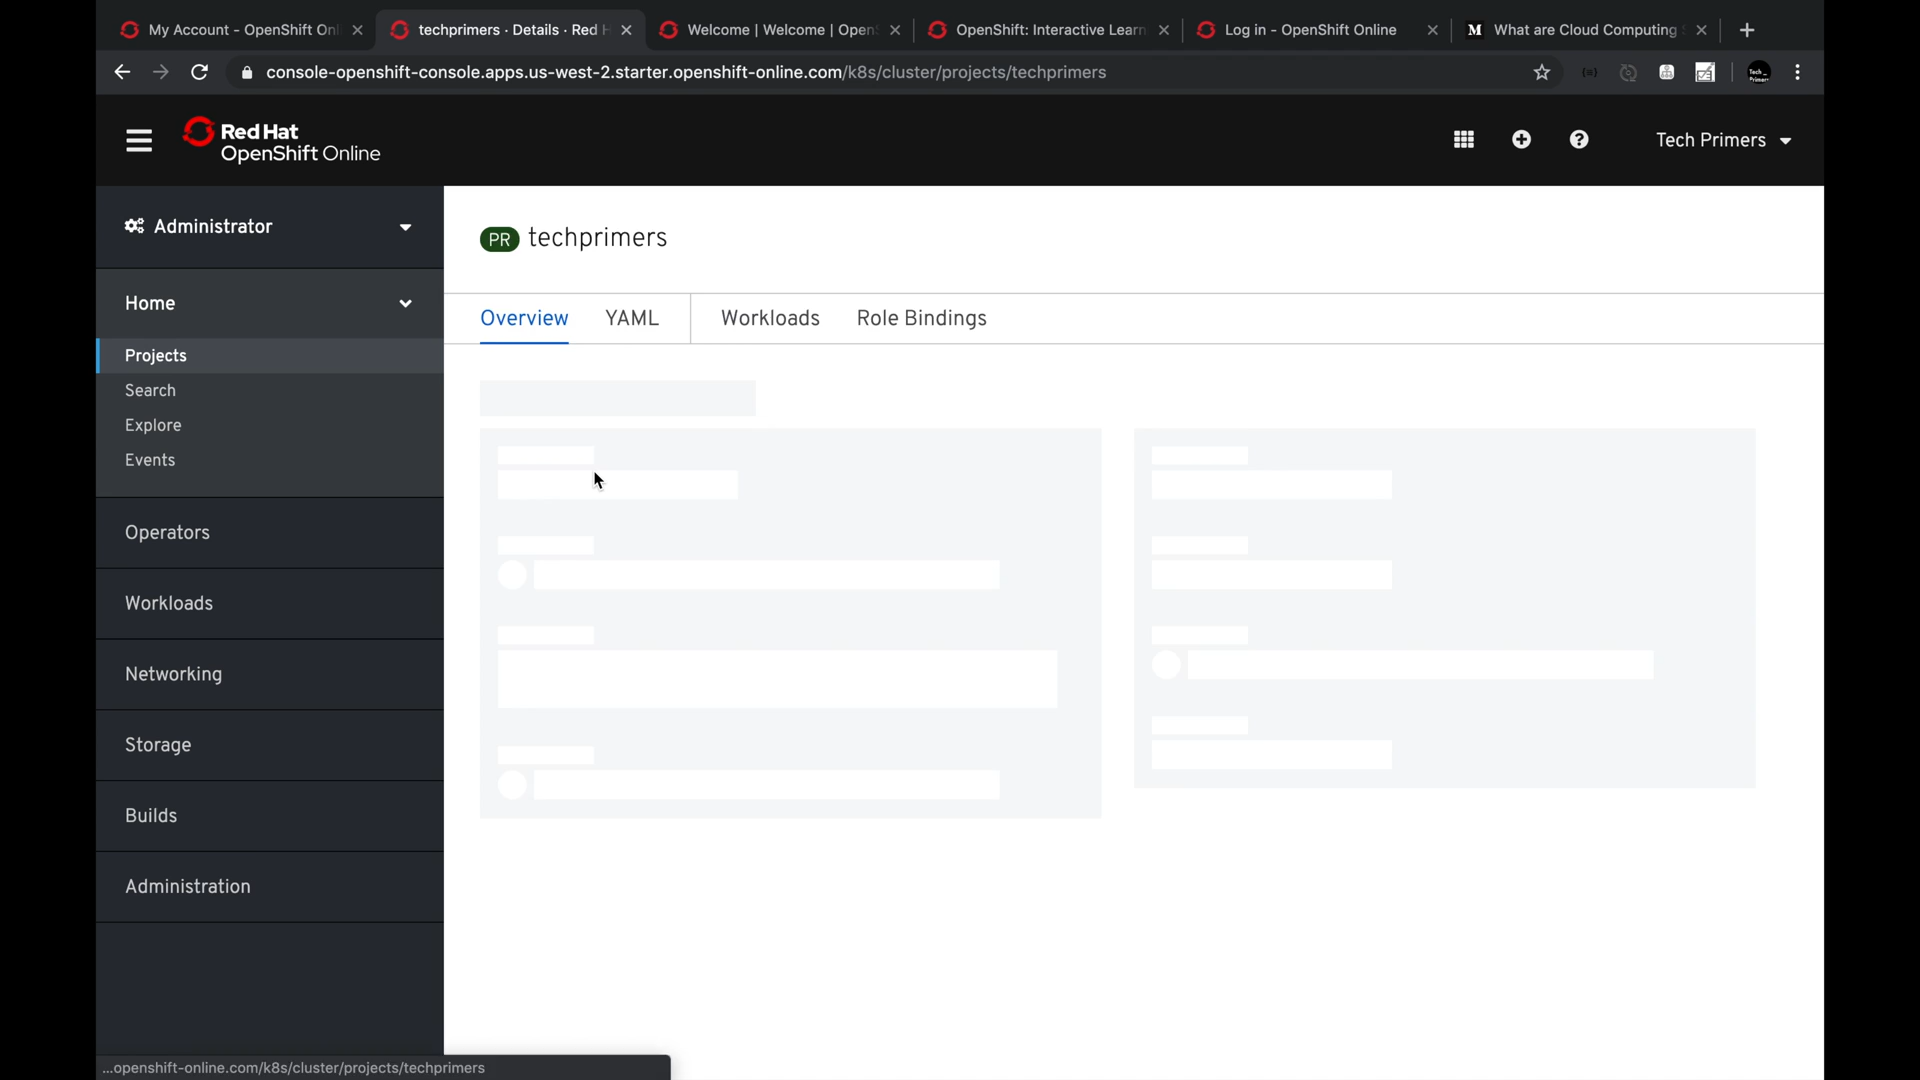 My Account - OpenShift Onl
techprimers · Details · Red H
Welcome | Welcome | Open
OpenShift: Interactive Learn
Log in - OpenShift Online
M What are Cloud Computing S
console-openshift-console.apps.us-west-2.starter.openshift-online.com/k8s/cluster/projects/techprimers
Red Hat
OpenShift Online
Tech Primers
Administrator
PR techprimers
Home
Overview YAML Workloads Role Bindings
Projects
Search
Explore
Events
Operators
Workloads
Networking
Storage
Builds
Administration
...openshift-online.com/k8s/cluster/projects/techprimers